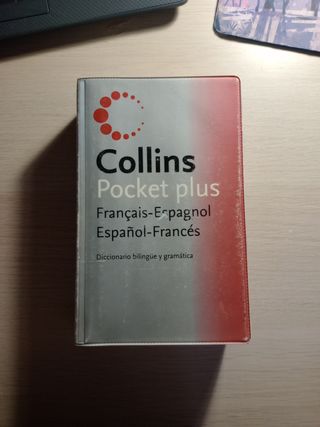 Collins
Pocket plus
Français-Espagnol
Español-Francés
Diccionario bilingüe y gramática